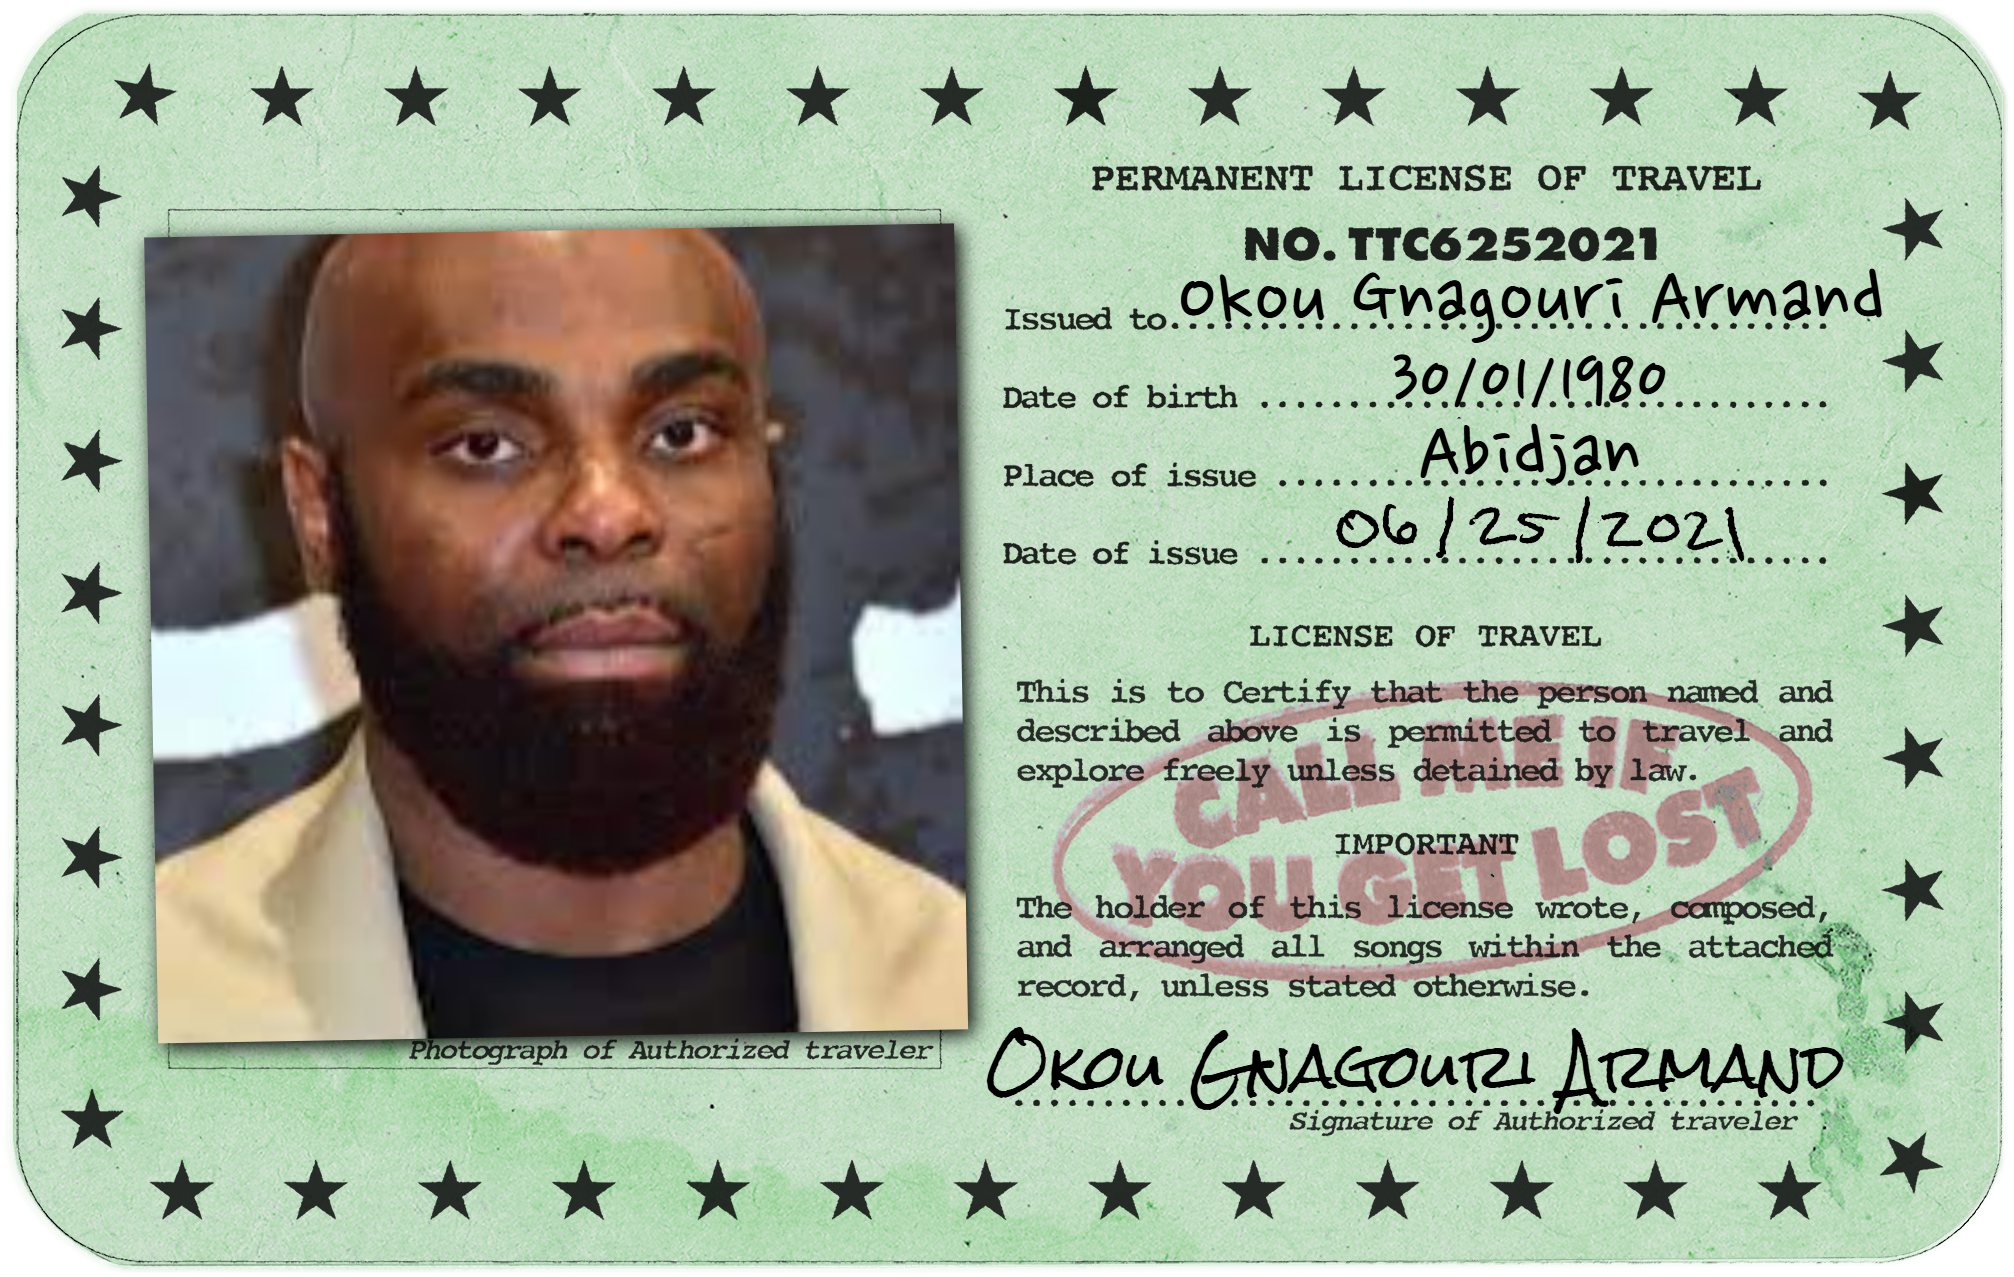 PERMANENT LICENSE OF TRAVEL
NO. TTC6252021
Issued to Okou Gnagouri Armand
Date of birth 30/01/1980
Place of issue Abidjan
Date of issue 06/25/2021
LICENSE OF TRAVEL
This is to Certify that the person named and
described above is permitted to travel and
explore freely unless detained by law.
CALL ME IF
YOU GET LOST
IMPORTANT
The holder of this license wrote, composed,
and arranged all songs within the attached
record, unless stated otherwise.
Photograph of Authorized traveler
OKOU GNAGOURI ARMAND
Signature of Authorized traveler